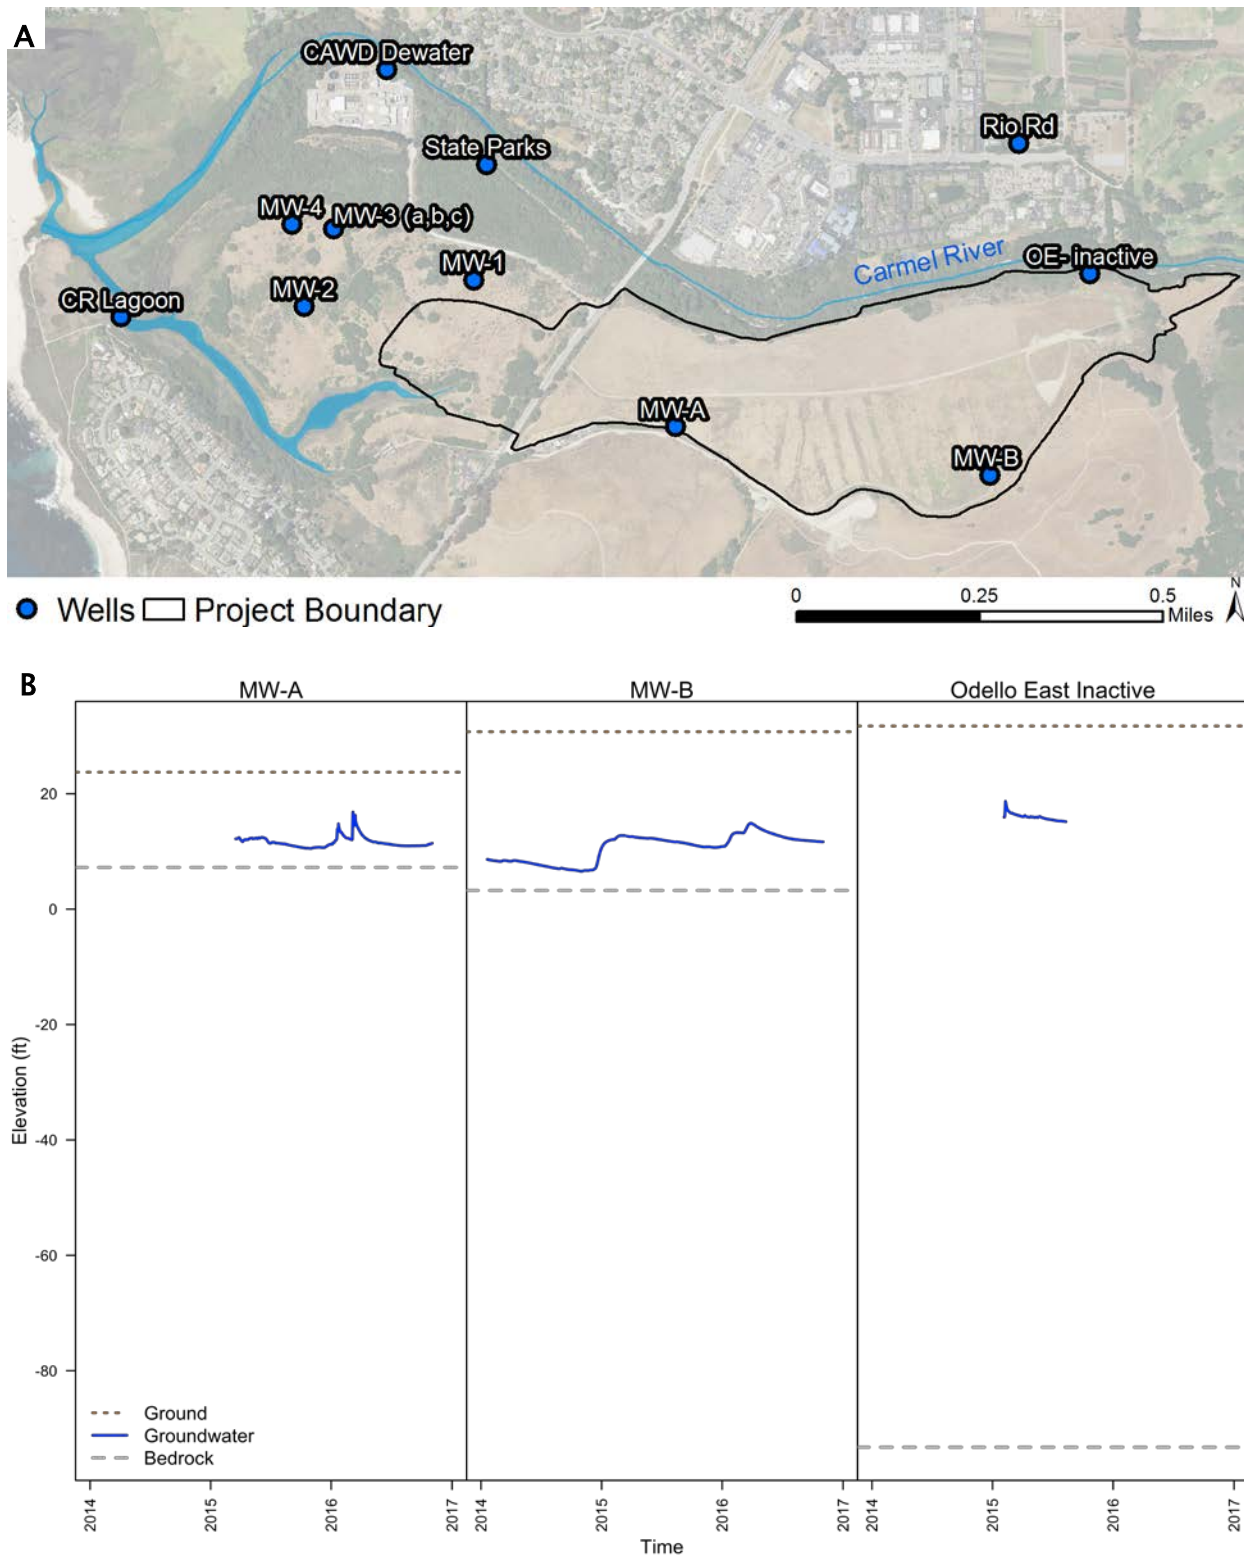 A
CAWD Dewater
State Parks
Rio Rd
MW-4
MW-3 (a,b,c)
MW-1
Carmel River
OE- inactive
CR Lagoon
MW-2
MW-A
MW-B
Wells
Project Boundary
0
0.25
0.5
Miles
N
B
MW-A
MW-B
Odello East Inactive
20
0
-20
-40
-60
-80
Elevation (ft)
Ground
Groundwater
Bedrock
2014
2015
2016
2017
2014
2015
2016
2017
2014
2015
2016
2017
Time